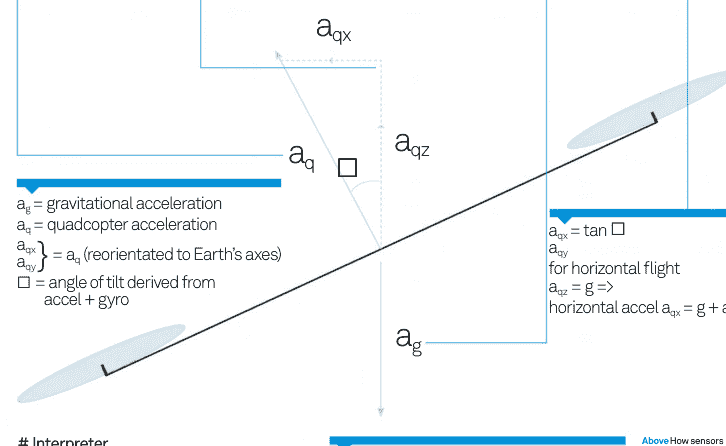 aqx
aq □
aqz
ag = gravitational acceleration
aq = quadcopter acceleration
aqx
aqy } = aq (reorientated to Earth's axes)
□ = angle of tilt derived from
accel + gyro
aqx = tan □
aqy
for horizontal flight
aqz = g =>
horizontal accel aqx = g + a
ag
# Interpreter
Above How sensors